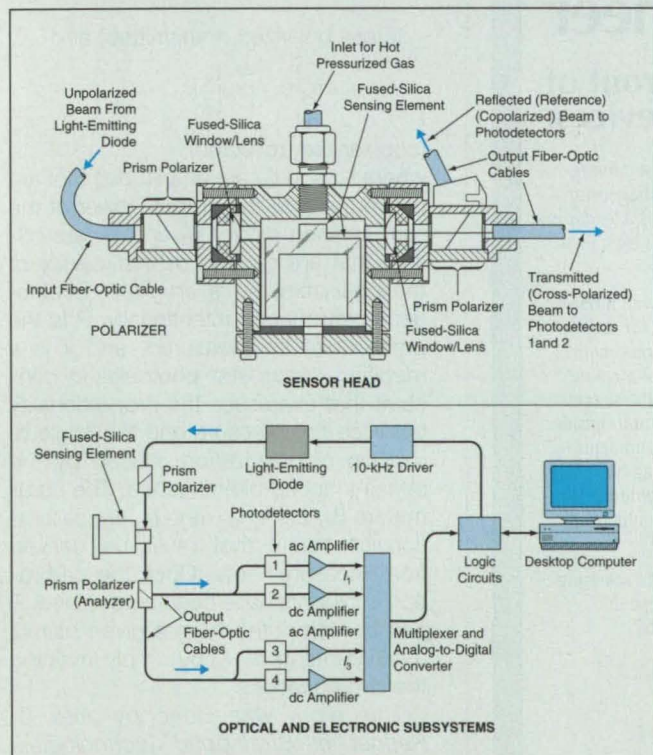 Inlet for Hot
Pressurized Gas
Unpolarized
Beam From
Light-Emitting
Diode
Fused-Silica
Window/Lens
Prism Polarizer
Fused-Silica
Sensing Element
Reflected (Reference)
(Copolarized) Beam to
Photodetectors
Output Fiber-Optic
Cables
Input Fiber-Optic Cable
POLARIZER
Prism Polarizer
Fused-Silica
Window/Lens
Transmitted
(Cross-Polarized)
Beam to
Photodetectors
1and 2
SENSOR HEAD
Fused-Silica
Sensing Element
Prism
Polarizer
Light-Emitting
Diode
10-kHz Driver
Photodetectors
Logic
Circuits
Desktop Computer
Prism Polarizer
(Analyzer)
Output
Fiber-Optic
Cables
1
ac Amplifier
I1
2
dc Amplifier
3
ac Amplifier
I3
4
dc Amplifier
Multiplexer and
Analog-to-Digital
Converter
OPTICAL AND ELECTRONIC SUBSYSTEMS